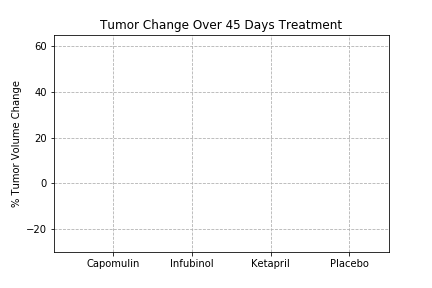 Tumor Change Over 45 Days Treatment
% Tumor Volume Change
60
40
20
0
−20
Capomulin Infubinol Ketapril Placebo